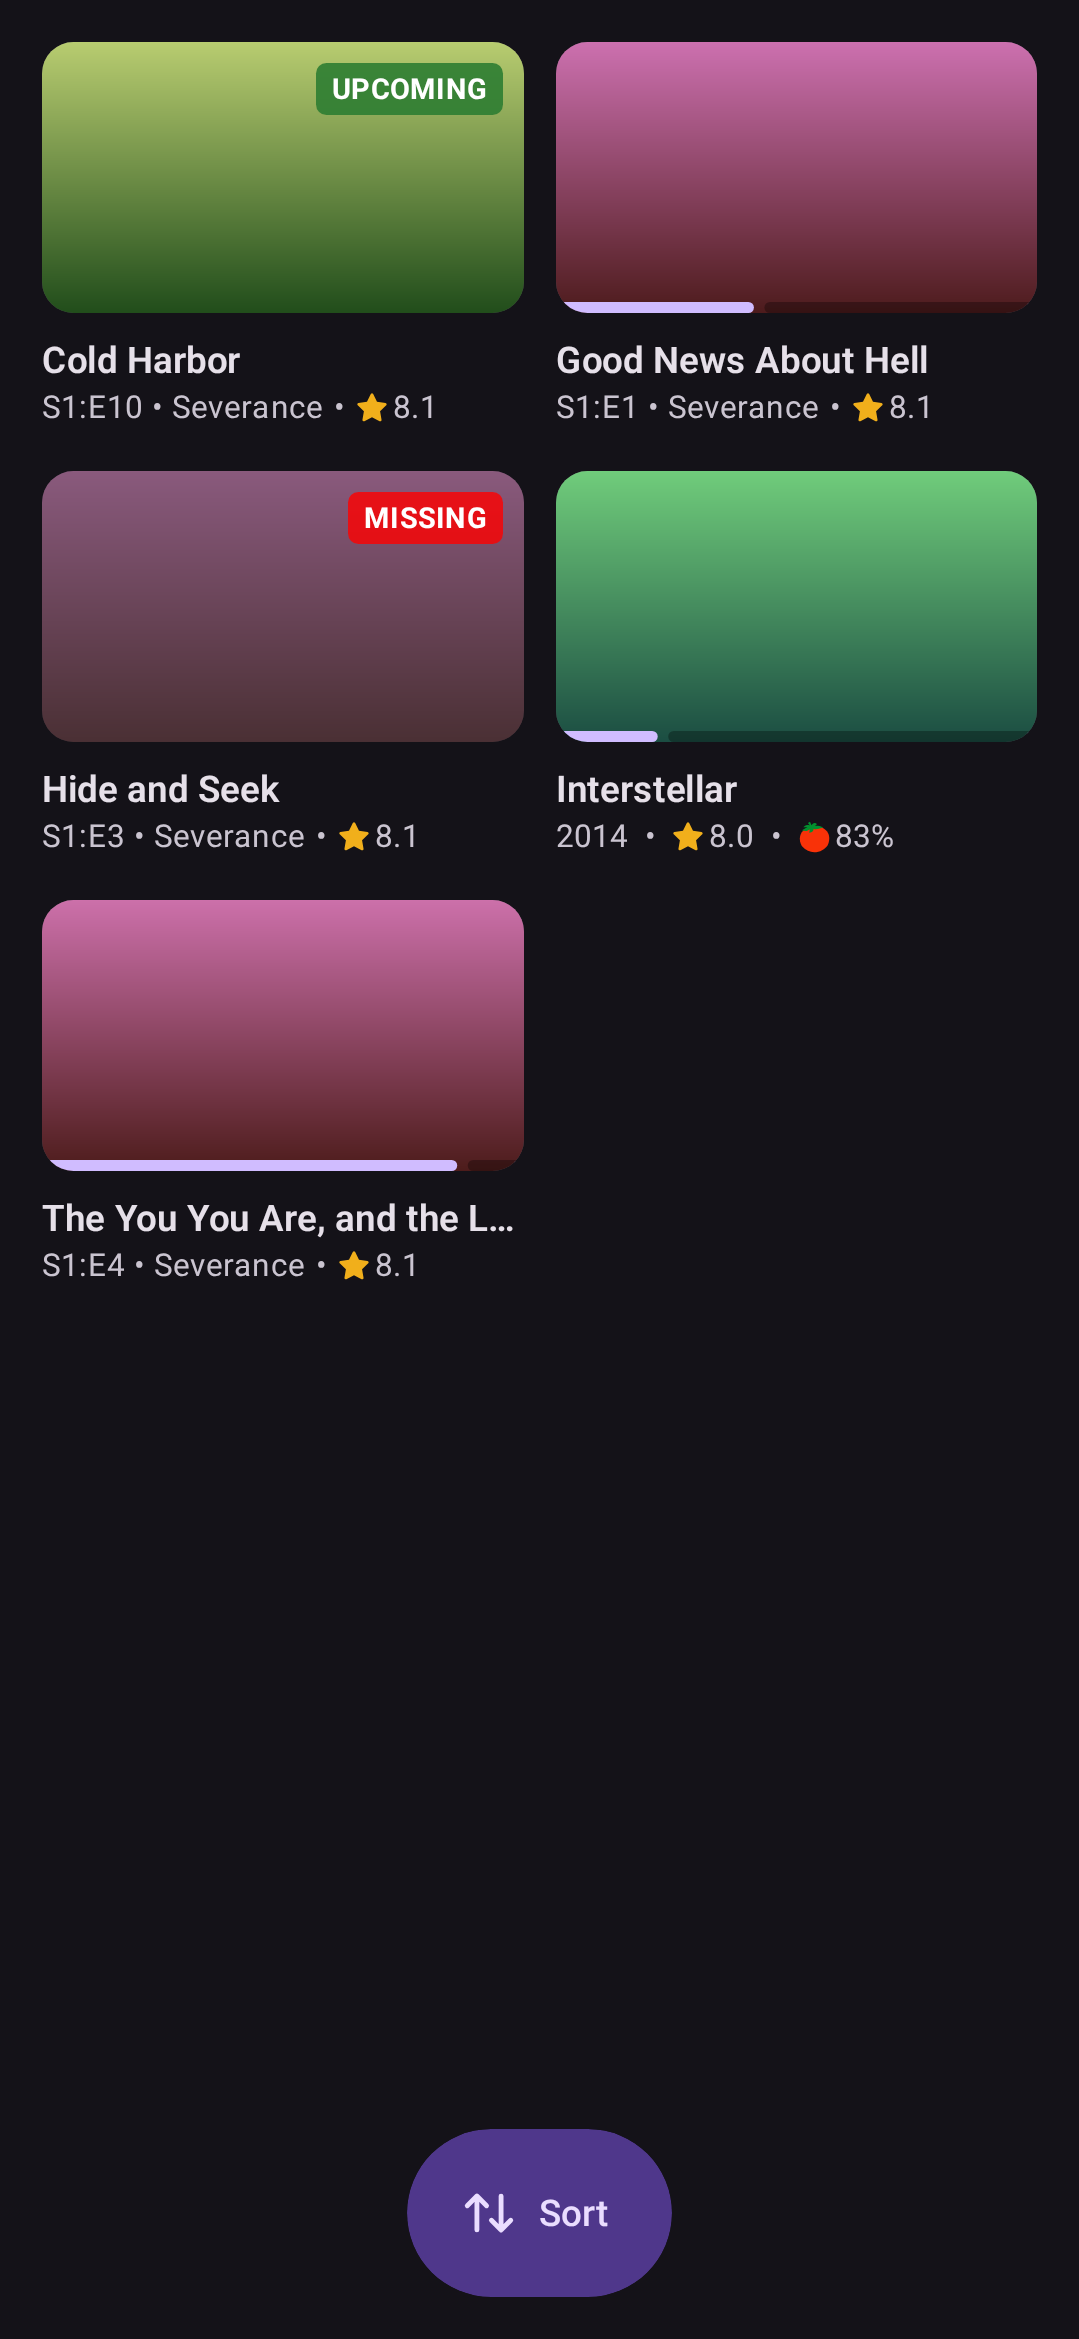 UPCOMING
Cold Harbor
S1:E10 • Severance • ⭐ 8.1
Good News About Hell
S1:E1 • Severance • ⭐ 8.1
MISSING
Hide and Seek
S1:E3 • Severance • ⭐ 8.1
Interstellar
2014 • ⭐ 8.0 • 🍅 83%
The You You Are, and the L…
S1:E4 • Severance • ⭐ 8.1
Sort